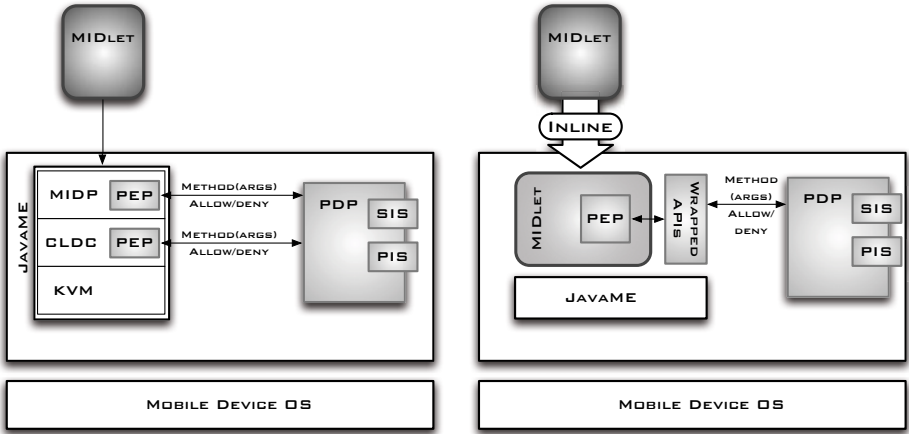 MIDLET
JAVAME
MIDP
PEP
METHOD(ARGS)
ALLOW/DENY
CLDC
PEP
METHOD(ARGS)
ALLOW/DENY
KVM
PDP
SIS
PIS
MOBILE DEVICE OS
MIDLET
INLINE
MIDLET
PEP
WRAPPED
APIS
METHOD
(ARGS)
ALLOW/
DENY
PDP
SIS
PIS
JAVAME
MOBILE DEVICE OS